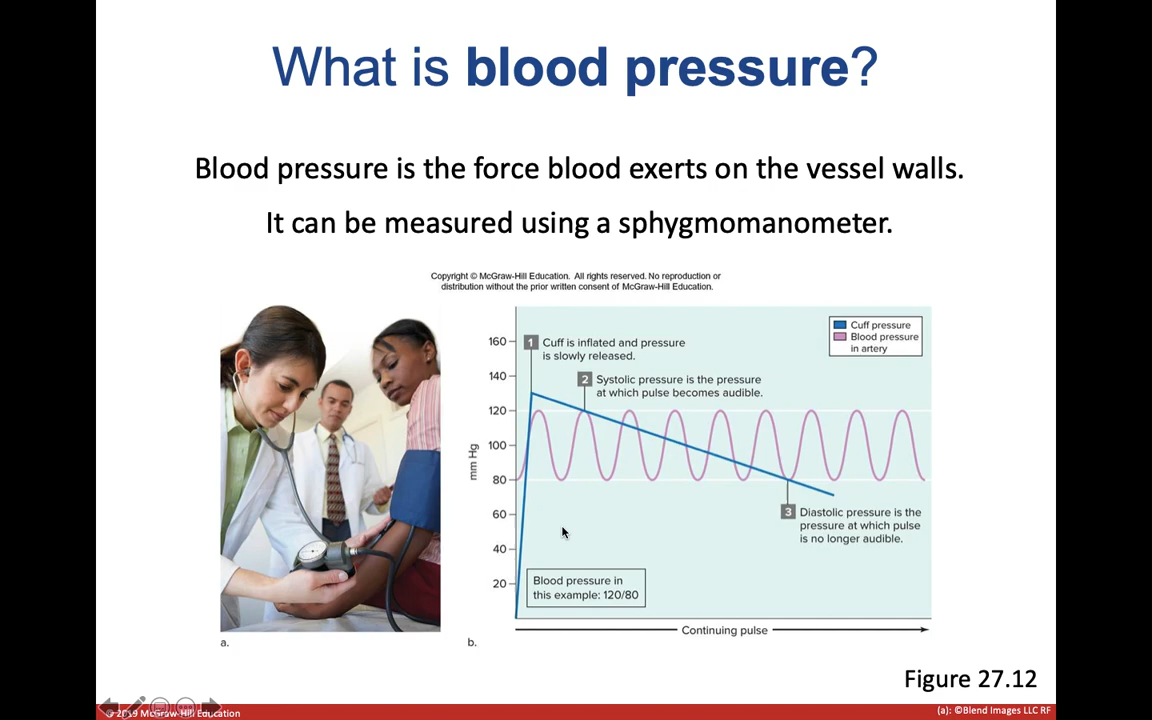 What is blood pressure?
Blood pressure is the force blood exerts on the vessel walls.
It can be measured using a sphygmomanometer.
Copyright © McGraw-Hill Education. All rights reserved. No reproduction or
distribution without the prior written consent of McGraw-Hill Education.
Cuff pressure
Blood pressure
in artery
160
140
120
100
80
60
40
20
mm Hg
1 Cuff is inflated and pressure
is slowly released.
2 Systolic pressure is the pressure
at which pulse becomes audible.
3 Diastolic pressure is the
pressure at which pulse
is no longer audible.
Blood pressure in
this example: 120/80
Continuing pulse
a.
b.
Figure 27.12
© 2019 McGraw-Hill Education
(a): ©Blend Images LLC RF